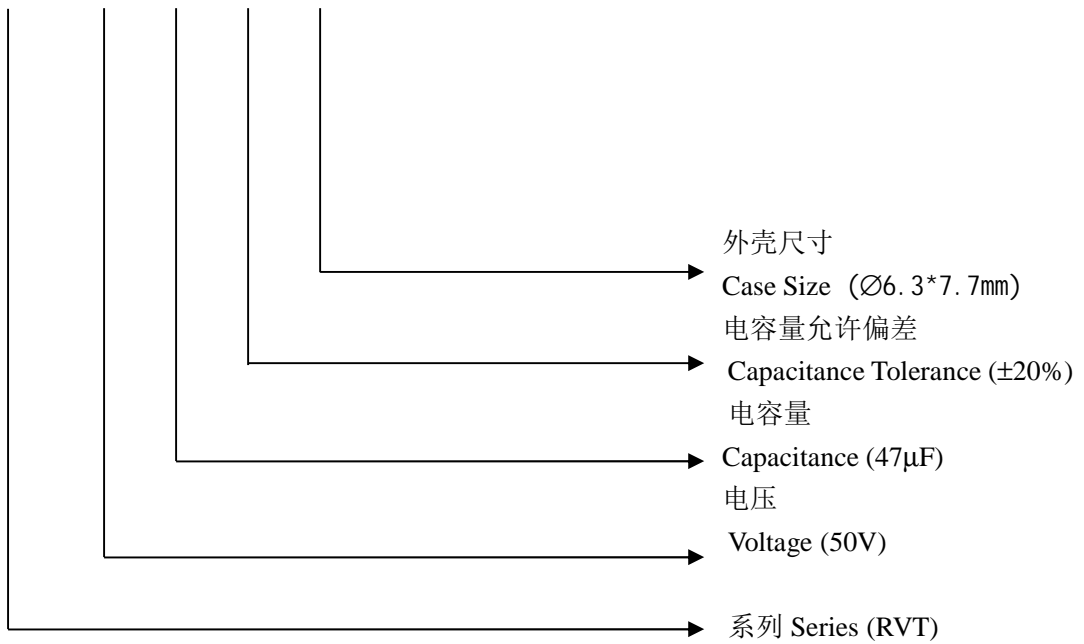 外壳尺寸
Case Size (∅6.3*7.7mm)
电容量允许偏差
Capacitance Tolerance (±20%)
电容量
Capacitance (47μF)
电压
Voltage (50V)
系列 Series (RVT)